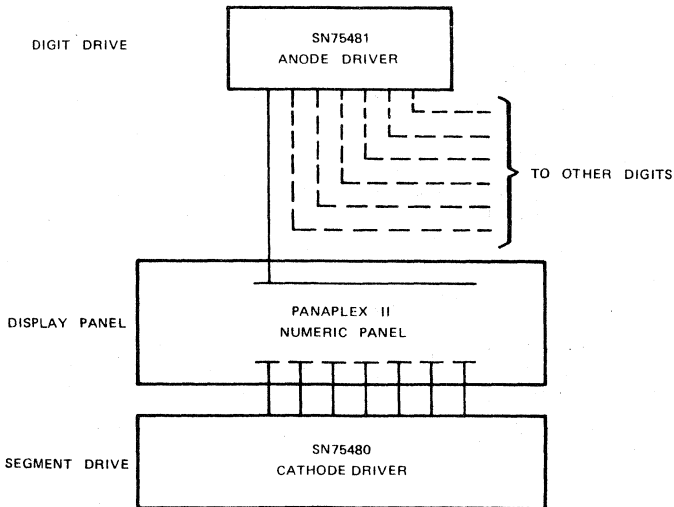 DIGIT DRIVE
SN75481
ANODE DRIVER
TO OTHER DIGITS
DISPLAY PANEL
PANAPLEX II
NUMERIC PANEL
SEGMENT DRIVE
SN75480
CATHODE DRIVER